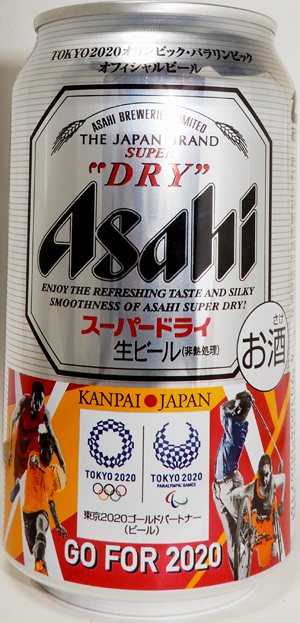 TOKYO2020オリンピック・パラリンピック
オフィシャルビール
ASAHI BREWERIES LIMITED
THE JAPAN BRAND
SUPER
"DRY"
Asahi
ENJOY THE REFRESHING TASTE AND SILKY
SMOOTHNESS OF ASAHI SUPER DRY!
スーパードライ
生ビール(非熱処理)
さけ
お酒
KANPAI JAPAN
TOKYO 2020
TOKYO 2020
PARALYMPIC GAMES
東京2020ゴールドパートナー
(ビール)
GO FOR 2020